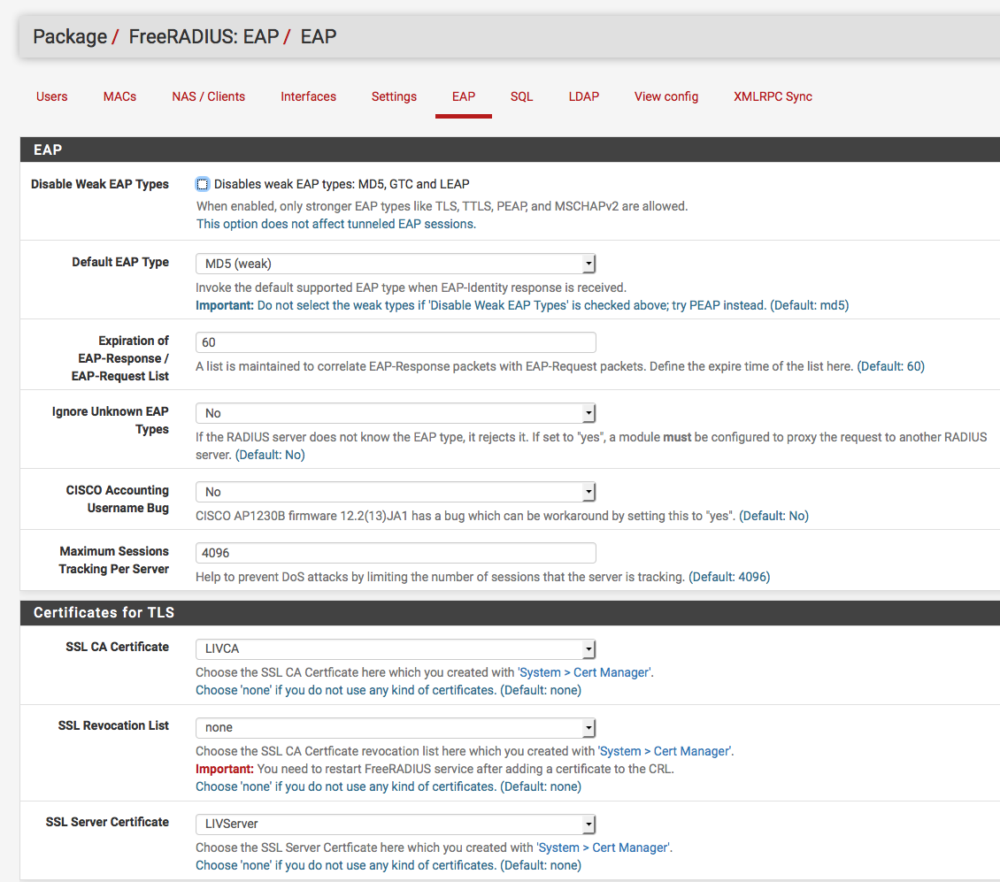 Package / FreeRADIUS: EAP / EAP
Users MACs NAS / Clients Interfaces Settings EAP SQL LDAP View config XMLRPC Sync
EAP
Disable Weak EAP Types
Disables weak EAP types: MD5, GTC and LEAP
When enabled, only stronger EAP types like TLS, TTLS, PEAP, and MSCHAPv2 are allowed.
This option does not affect tunneled EAP sessions.
Default EAP Type
MD5 (weak)
Invoke the default supported EAP type when EAP-Identity response is received.
Important: Do not select the weak types if 'Disable Weak EAP Types' is checked above; try PEAP instead. (Default: md5)
Expiration of
EAP-Response /
EAP-Request List
60
A list is maintained to correlate EAP-Response packets with EAP-Request packets. Define the expire time of the list here. (Default: 60)
Ignore Unknown EAP
Types
No
If the RADIUS server does not know the EAP type, it rejects it. If set to "yes", a module must be configured to proxy the request to another RADIUS
server. (Default: No)
CISCO Accounting
Username Bug
No
CISCO AP1230B firmware 12.2(13)JA1 has a bug which can be workaround by setting this to "yes". (Default: No)
Maximum Sessions
Tracking Per Server
4096
Help to prevent DoS attacks by limiting the number of sessions that the server is tracking. (Default: 4096)
Certificates for TLS
SSL CA Certificate
LIVCA
Choose the SSL CA Certficate here which you created with 'System > Cert Manager'.
Choose 'none' if you do not use any kind of certificates. (Default: none)
SSL Revocation List
none
Choose the SSL CA Certficate revocation list here which you created with 'System > Cert Manager'.
Important: You need to restart FreeRADIUS service after adding a certificate to the CRL.
Choose 'none' if you do not use any kind of certificates. (Default: none)
SSL Server Certificate
LIVServer
Choose the SSL Server Certficate here which you created with 'System > Cert Manager'.
Choose 'none' if you do not use any kind of certificates. (Default: none)